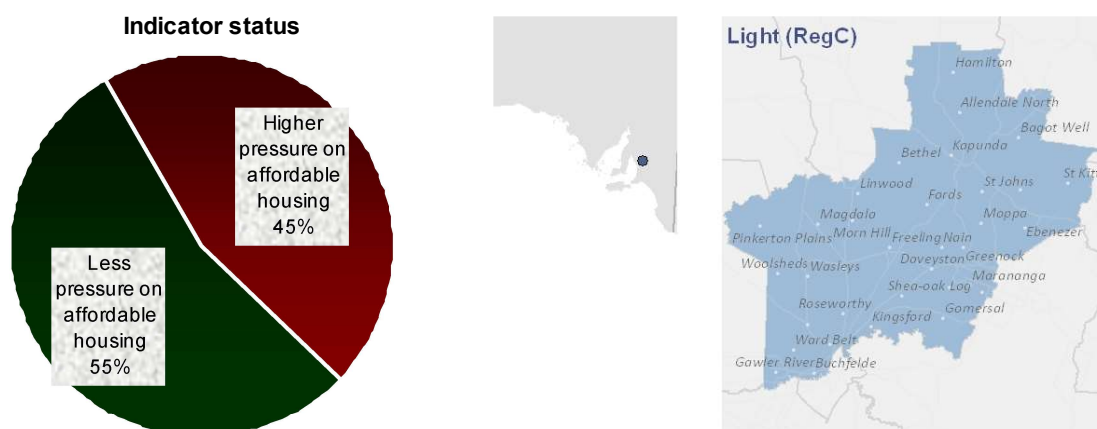 Indicator status
Higher
pressure on
affordable
housing
45%
Less
pressure on
affordable
housing
55%
Light (RegC)
Hamilton
Allendale North
Bagot Well
Kapunda
Bethel
St Kitt
Linwood
St Johns
Fords
Magdala
Moppa
Pinkerton Plains
Morn Hill
Freeling
Nain
Ebenezer
Daveyston
Greenock
Woolsheds
Wasleys
Marananga
Shea-oak Log
Roseworthy
Gomersal
Kingsford
Ward Belt
Gawler River
Buchfelde